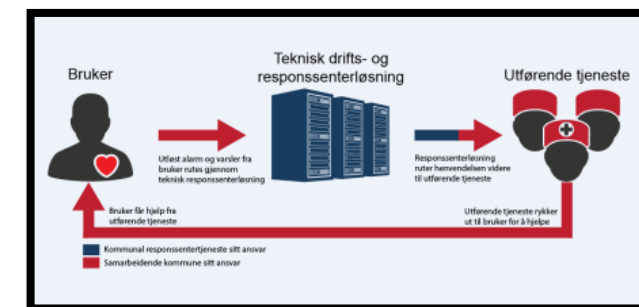 Bruker
Teknisk drifts- og
responssenterløsning
Utførende tjeneste
Utløst alarm og varsler fra
bruker rutes gjennom
teknisk responssenterløsning
Responssenterløsning
ruter henvendelsen videre
til utførende tjeneste
Bruker får hjelp fra
utførende tjeneste
Utførende tjeneste rykker
ut til bruker for å hjelpe
Kommunal responssentertjeneste sitt ansvar
Samarbeidende kommune sitt ansvar